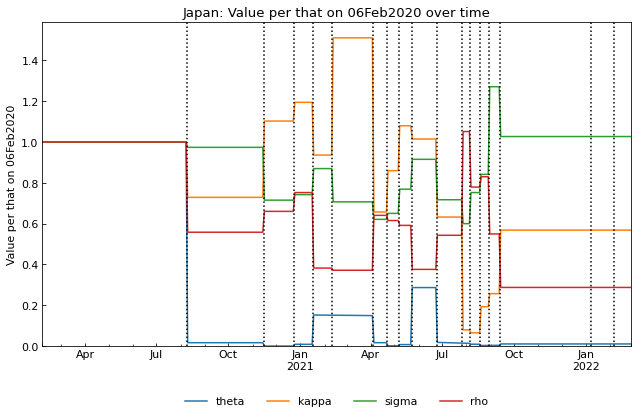 Japan: Value per that on 06Feb2020 over time
Value per that on 06Feb2020
1.4
1.2
1.0
0.8
0.6
0.4
0.2
0.0
Apr Jul Oct Jan Apr Jul Oct Jan
2021 2022
theta kappa sigma rho